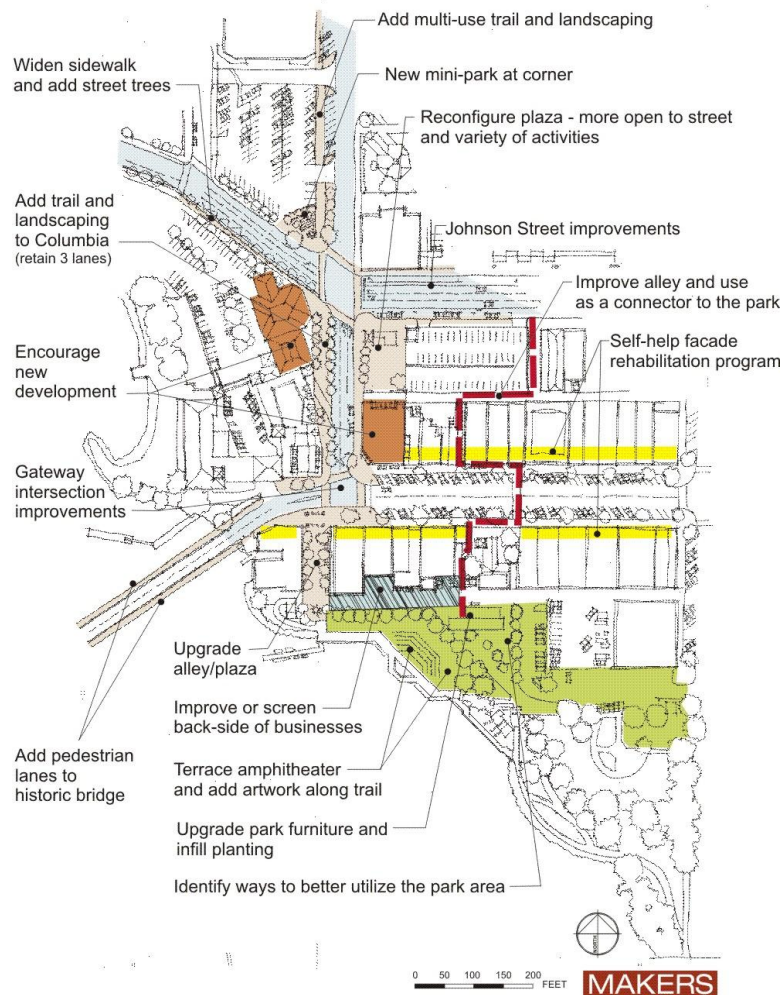 Add multi-use trail and landscaping
Widen sidewalk
and add street trees
New mini-park at corner
Reconfigure plaza - more open to street
and variety of activities
Add trail and
landscaping
to Columbia
(retain 3 lanes)
Johnson Street improvements
Improve alley and use
as a connector to the park
Self-help facade
rehabilitation program
Encourage
new
development
Gateway
intersection
improvements
Upgrade
alley/plaza
Improve or screen
back-side of businesses
Add pedestrian
lanes to
historic bridge
Terrace amphitheater
and add artwork along trail
Upgrade park furniture and
infill planting
Identify ways to better utilize the park area
NORTH
0 50 100 150 200
FEET
MAKERS